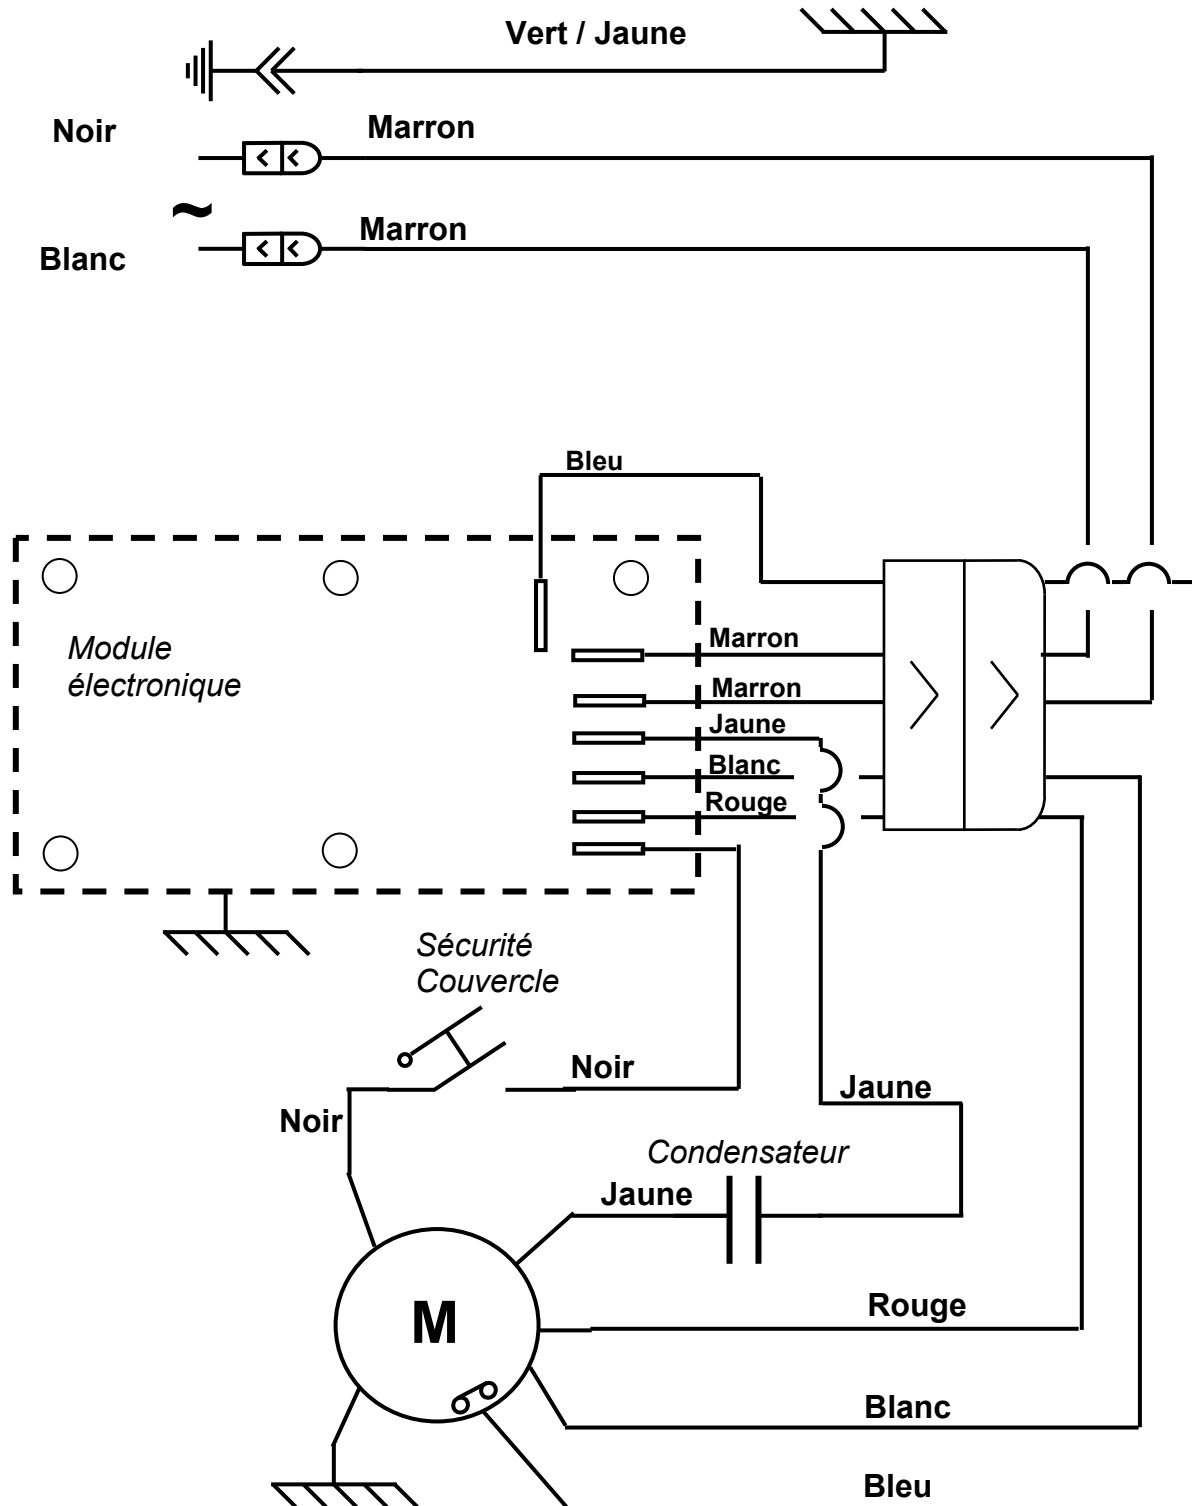 Vert / Jaune
Noir
Marron
~
Marron
Blanc
Bleu
Module
électronique
Marron
Marron
Jaune
Blanc
Rouge
Sécurité
Couvercle
Noir
Jaune
Noir
Condensateur
Jaune
M
Rouge
Blanc
Bleu